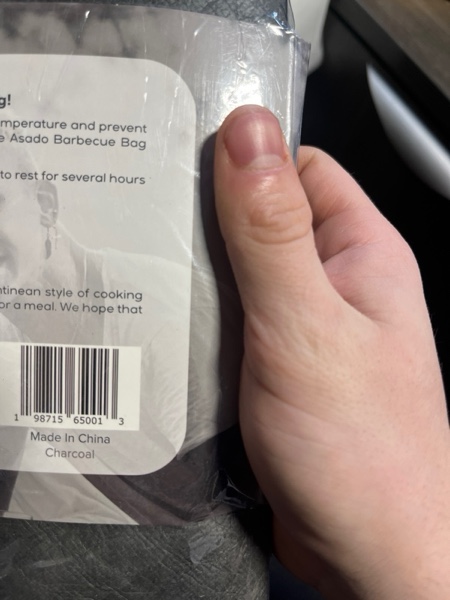 g!
mperature and prevent
e Asado Barbecue Bag
to rest for several hours
ntinean style of cooking
or a meal. We hope that
1 98715 65001 3
Made In China
Charcoal